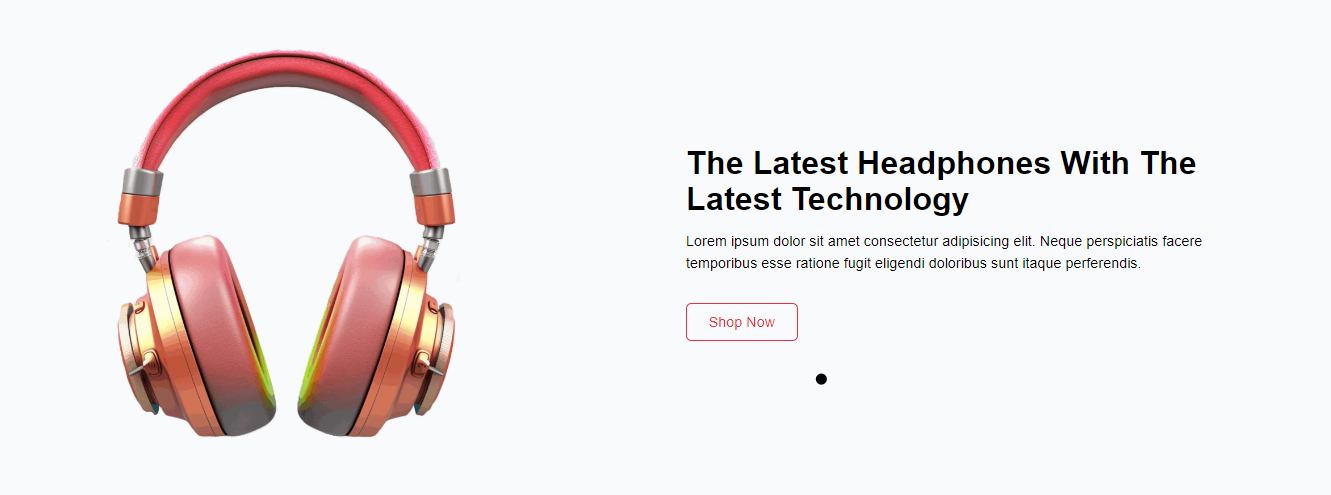 The Latest Headphones With The
Latest Technology
Lorem ipsum dolor sit amet consectetur adipisicing elit. Neque perspiciatis facere
temporibus esse ratione fugit eligendi doloribus sunt itaque perferendis.
Shop Now